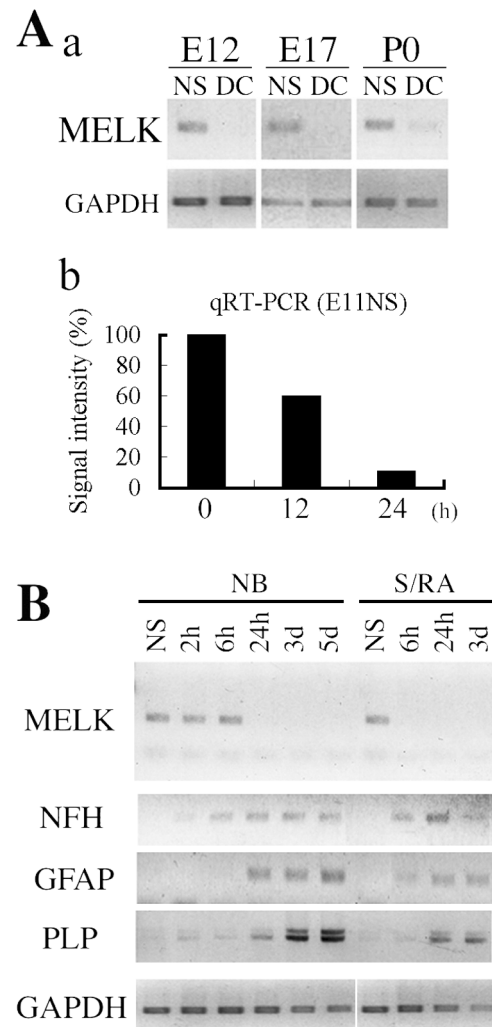 A a
E12 E17 P0
NS DC NS DC NS DC
MELK
GAPDH
b
qRT-PCR (E11NS)
Signal intensity (%)
100
80
60
40
20
0
0 12 24 (h)
B
NB S/RA
NS 2h 6h 24h 3d 5d NS 6h 24h 3d
MELK
NFH
GFAP
PLP
GAPDH